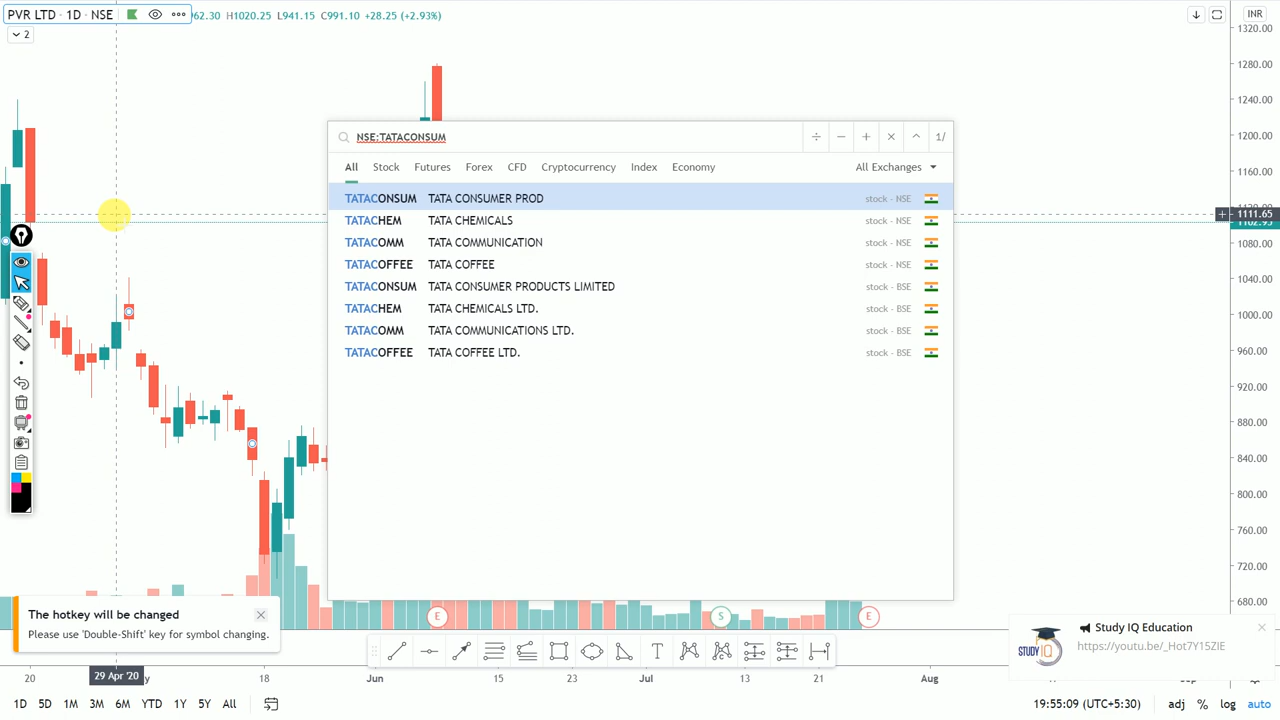 PVR LTD · 1D · NSE
962.30 H1020.25 L941.15 C991.10 +28.25 (+2.93%)
INR
2
1320.00
1280.00
1240.00
1200.00
1160.00
1111.65
1102.95
1080.00
1040.00
1000.00
960.00
920.00
880.00
840.00
800.00
760.00
720.00
680.00
NSE:TATACONSUM
÷ − + × ^ 1/
All Stock Futures Forex CFD Cryptocurrency Index Economy All Exchanges
TATACONSUM TATA CONSUMER PROD stock - NSE
TATACHEM TATA CHEMICALS stock - NSE
TATACOMM TATA COMMUNICATION stock - NSE
TATACOFFEE TATA COFFEE stock - NSE
TATACONSUM TATA CONSUMER PRODUCTS LIMITED stock - BSE
TATACHEM TATA CHEMICALS LTD. stock - BSE
TATACOMM TATA COMMUNICATIONS LTD. stock - BSE
TATACOFFEE TATA COFFEE LTD. stock - BSE
E S E
The hotkey will be changed
Please use 'Double-Shift' key for symbol changing.
STUDY IQ
Study IQ Education
https://youtu.be/_Hot7Y15ZIE
20 29 Apr '20 18 Jun 15 23 Jul 13 21 Aug
1D 5D 1M 3M 6M YTD 1Y 5Y All
19:55:09 (UTC+5:30) adj % log auto